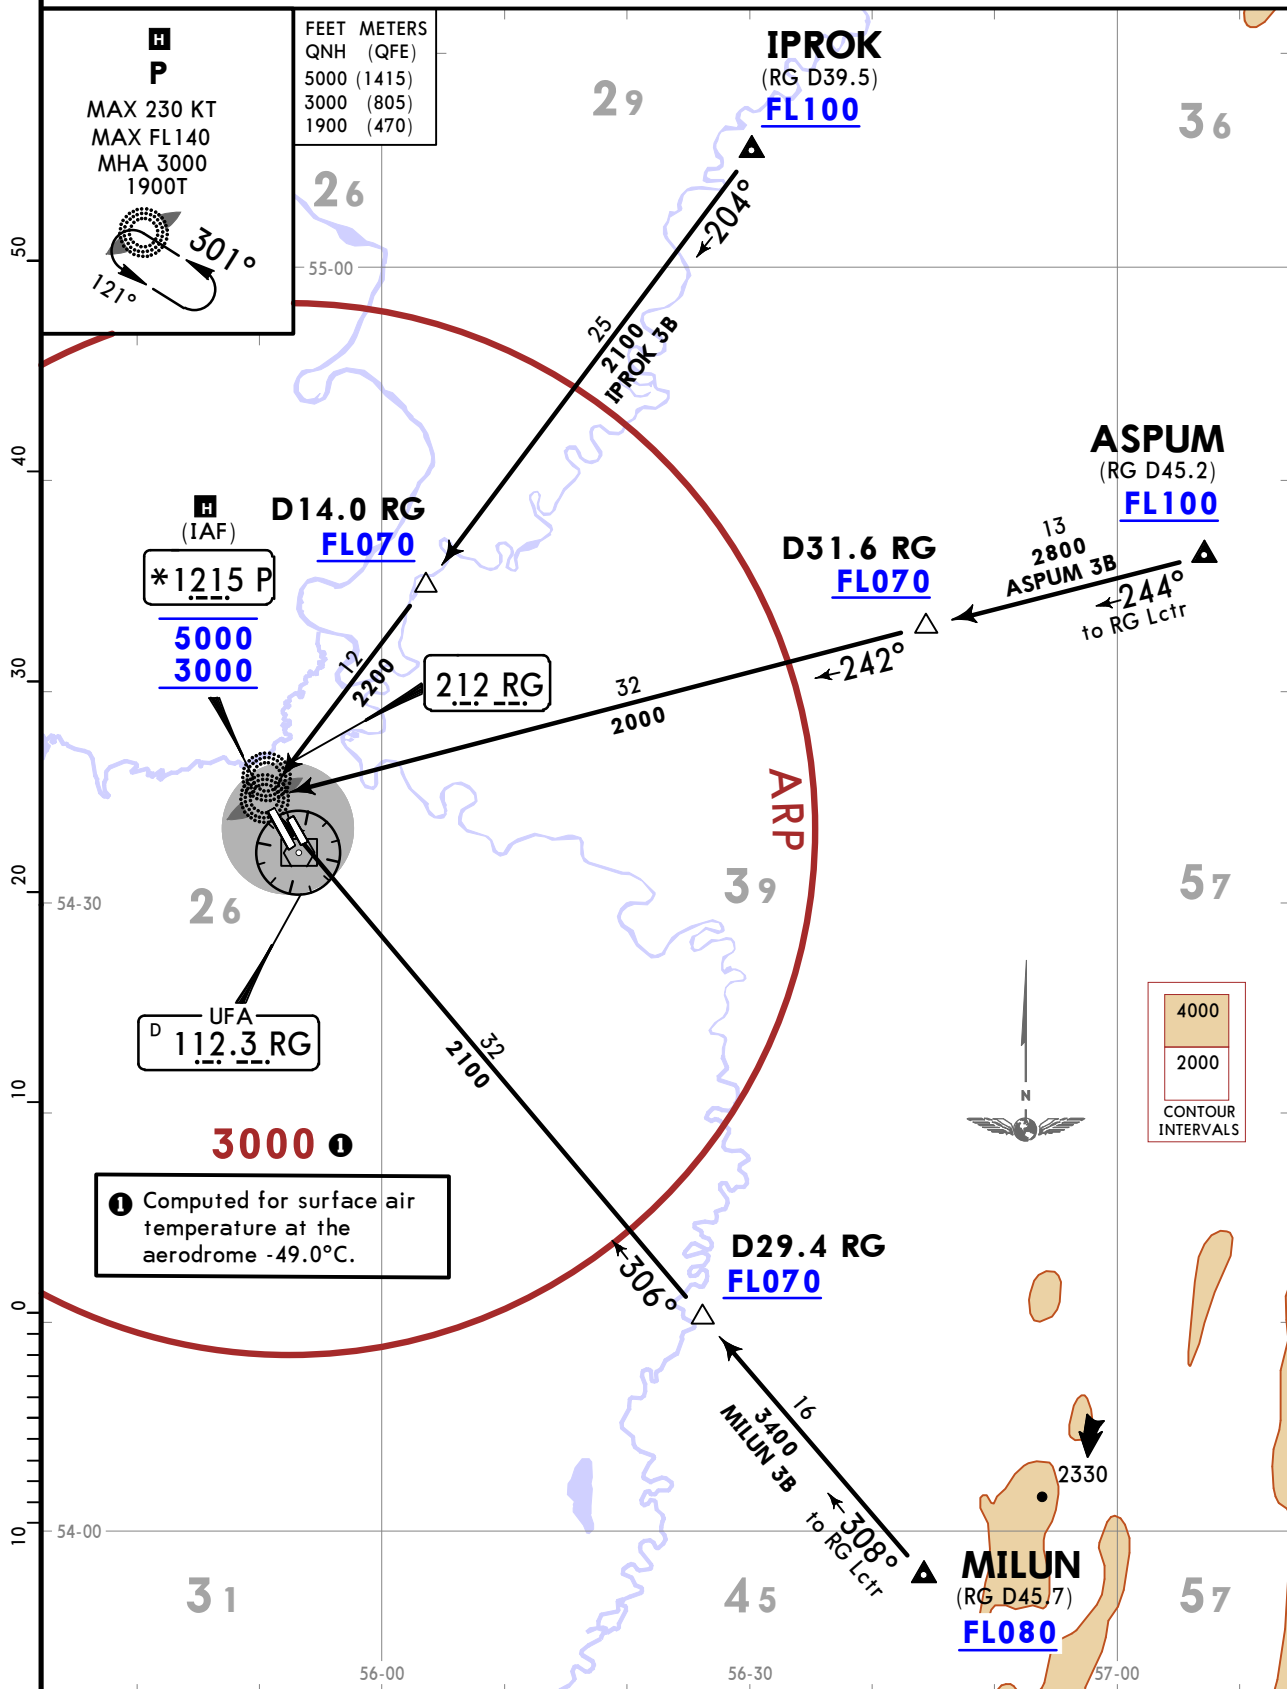 H
P
MAX 230 KT
MAX FL140
MHA 3000
1900T
301°
121°
FEET METERS
QNH (QFE)
5000 (1415)
3000 (805)
1900 (470)
IPROK
(RG D39.5)
FL100
29
36
26
204°
50
55-00
25
2100
IPROK 3B
40
ASPUM
(RG D45.2)
FL100
H
(IAF)
*1215 P
5000
3000
D14.0 RG
FL070
D31.6 RG
FL070
13
2800
ASPUM 3B
244°
to RG Lctr
242°
12
2200
212 RG
32
2000
30
ARP
20
54-30
26
39
57
UFA
D 112.3 RG
32
2100
N
4000
2000
CONTOUR
INTERVALS
10
3000 1
1 Computed for surface air
temperature at the
aerodrome -49.0°C.
D29.4 RG
FL070
306°
0
16
3400
MILUN 3B
308°
to RG Lctr
2330
10
54-00
MILUN
(RG D45.7)
FL080
31
45
57
56-00
56-30
57-00